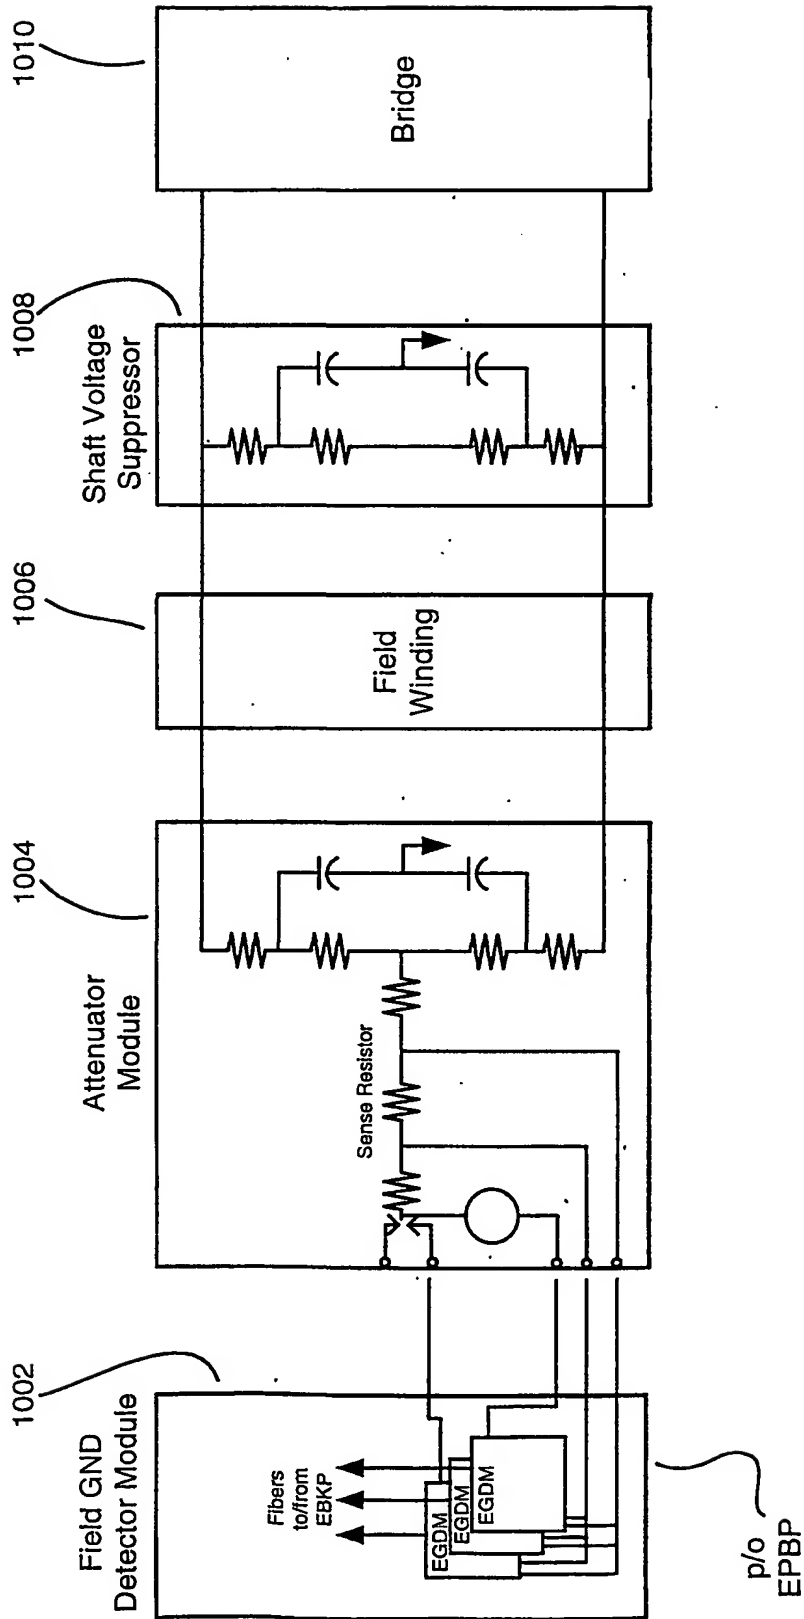 1002
Field GND
Detector Module
Fibers
to/from
EBKP
EGDM
EGDM
EGDM
p/o
EPBP
1004
Attenuator
Module
Sense Resistor
1006
Field
Winding
1008
Shaft Voltage
Suppressor
1010
Bridge